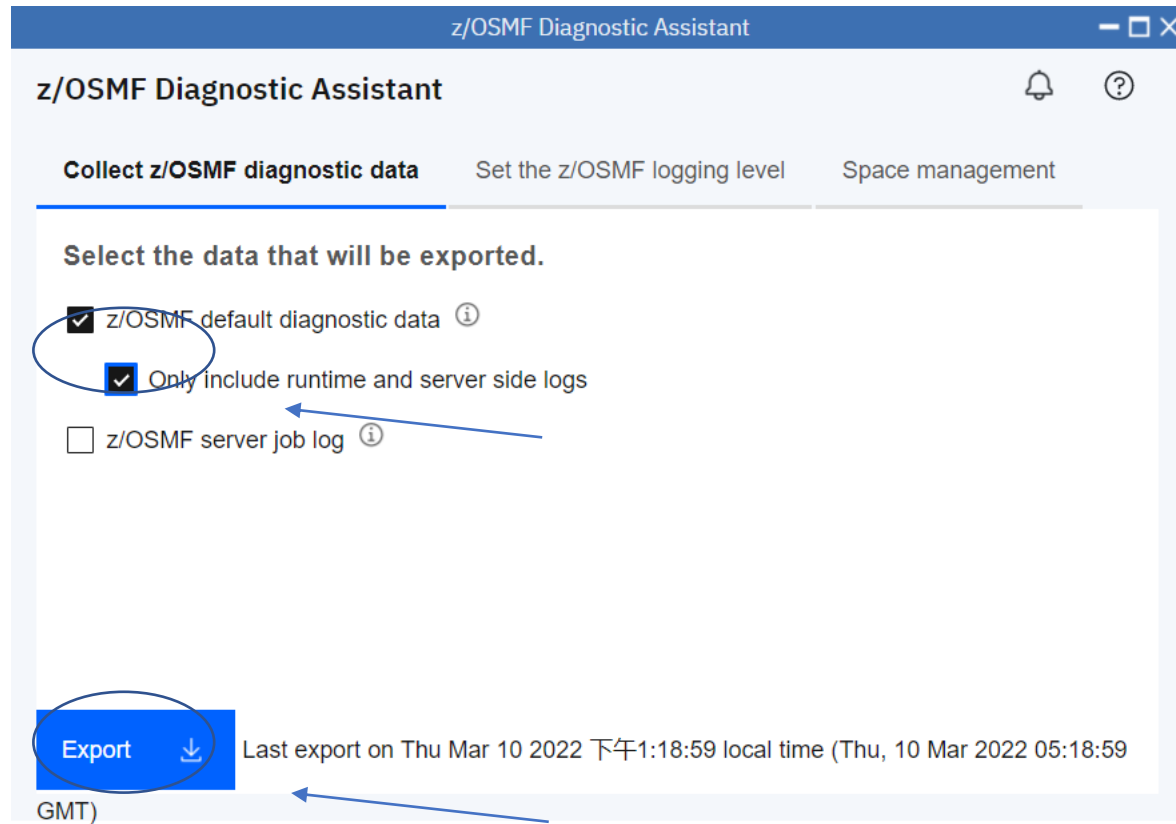 z/OSMF Diagnostic Assistant
z/OSMF Diagnostic Assistant
Collect z/OSMF diagnostic data Set the z/OSMF logging level Space management
Select the data that will be exported.
z/OSMF default diagnostic data
Only include runtime and server side logs
z/OSMF server job log
Export Last export on Thu Mar 10 2022 下午1:18:59 local time (Thu, 10 Mar 2022 05:18:59
GMT)